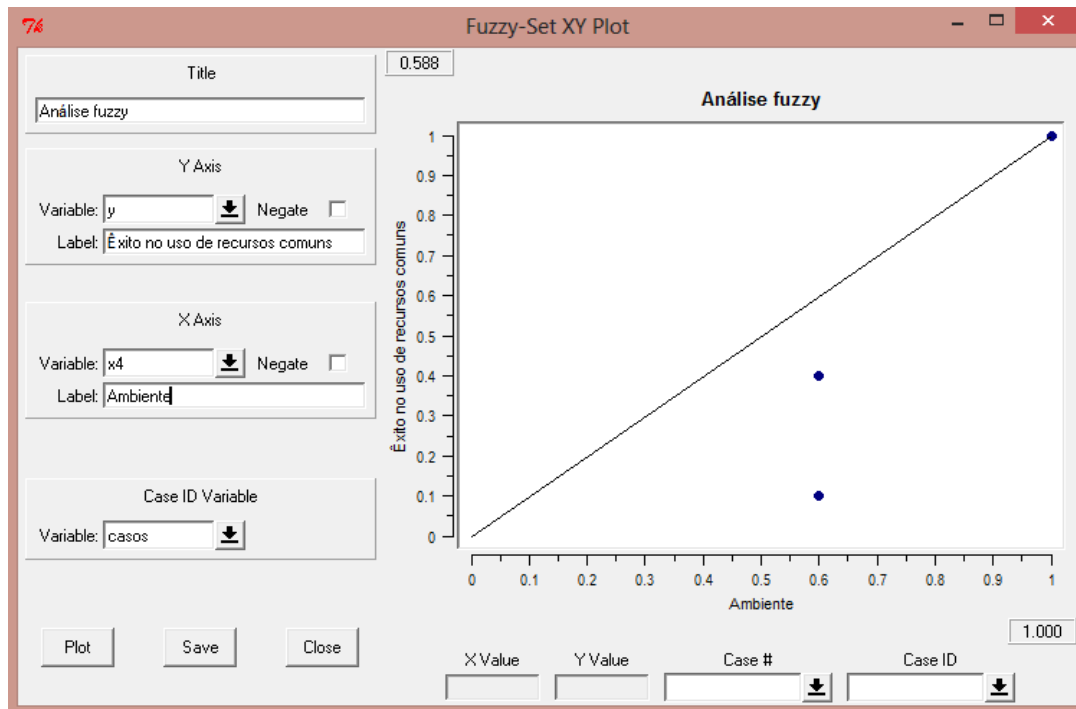 Fuzzy-Set XY Plot
Title
Análise fuzzy
Y Axis
Variable: y Negate
Label: Êxito no uso de recursos comuns
X Axis
Variable: x4 Negate
Label: Ambiente
Case ID Variable
Variable: casos
Plot Save Close
0.588
Análise fuzzy
Êxito no uso de recursos comuns
1
0.9
0.8
0.7
0.6
0.5
0.4
0.3
0.2
0.1
0
0 0.1 0.2 0.3 0.4 0.5 0.6 0.7 0.8 0.9 1
Ambiente
1.000
X Value Y Value Case # Case ID